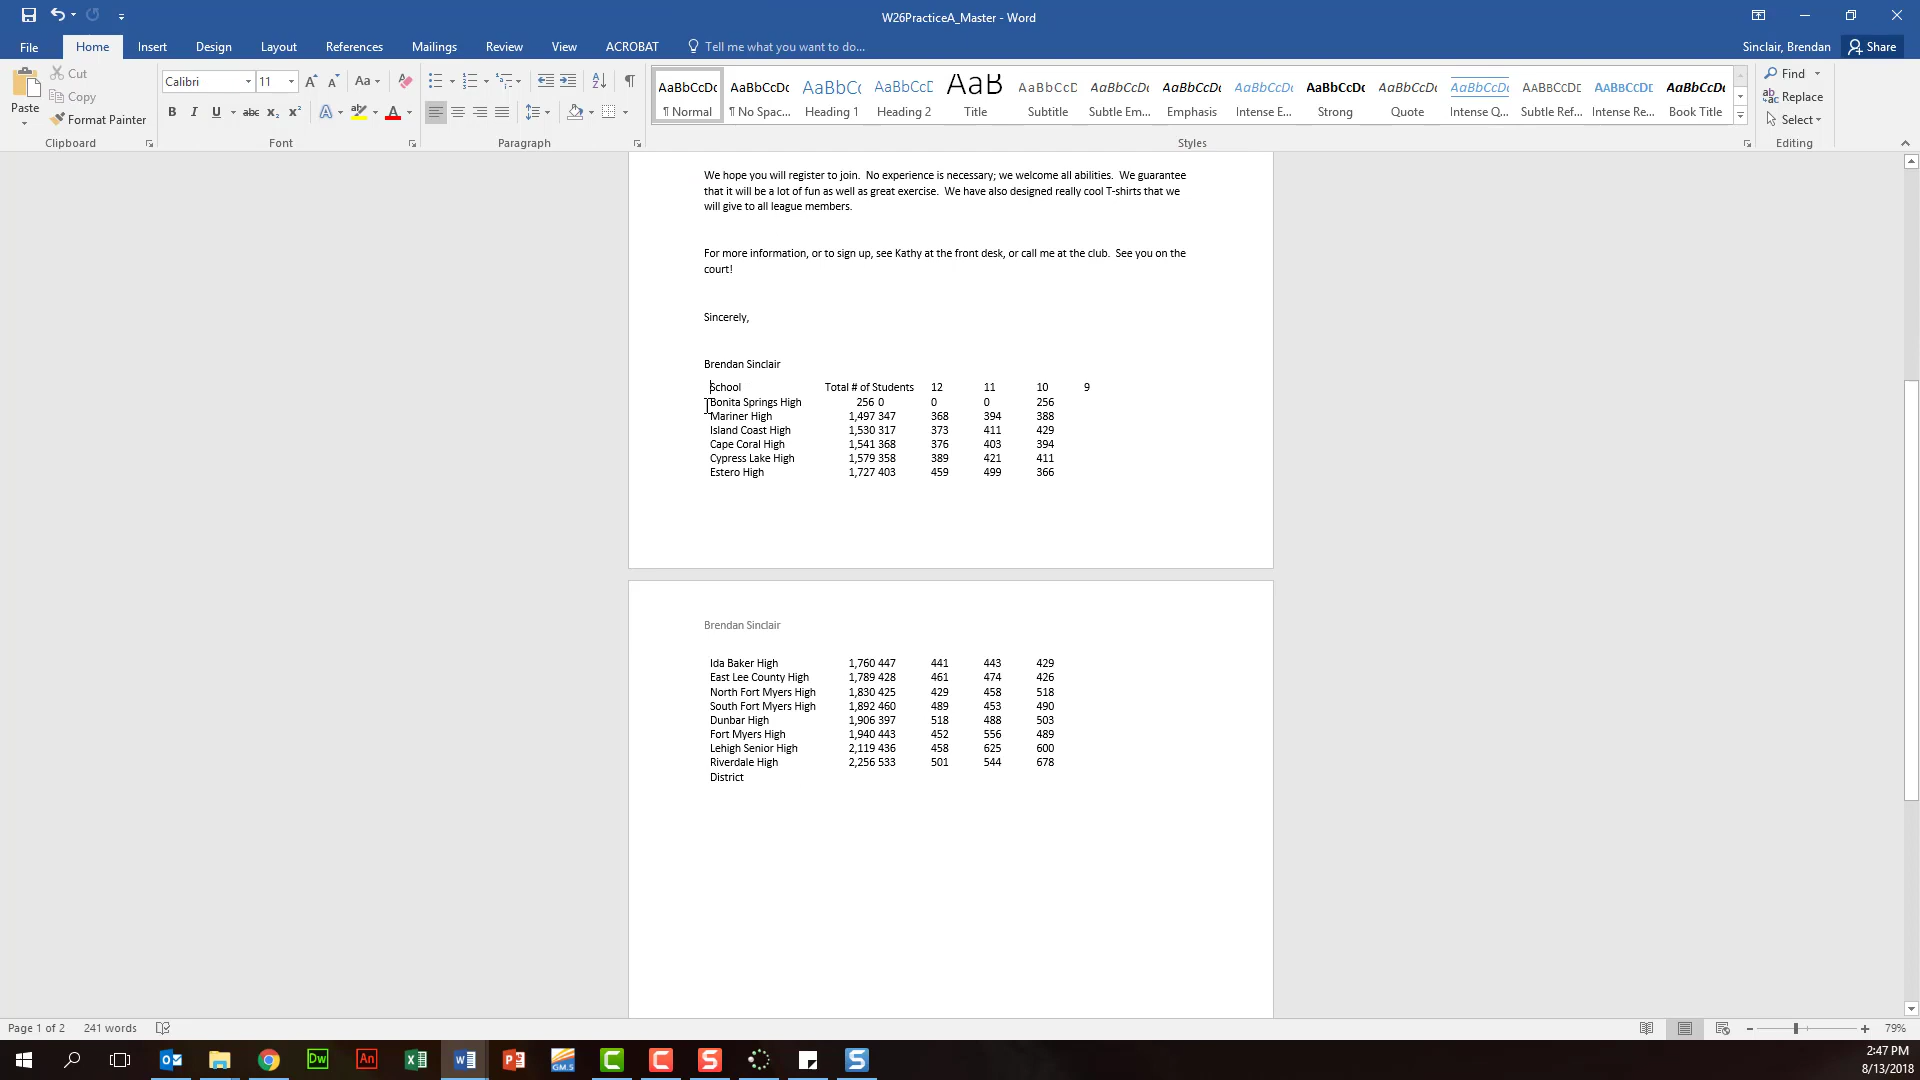 W26PracticeA_Master - Word
File Home Insert Design Layout References Mailings Review View ACROBAT Tell me what you want to do... Sinclair, Brendan Share
Paste Cut Copy Format Painter
Calibri 11
AaBbCcDc AaBbCcDc AaBbCc AaBbCcD AaB AaBbCcD AaBbCcDc AaBbCcDc AaBbCcDc AaBbCcDc AaBbCcDc AaBbCcDc AABBCCDD AABBCCDD AaBbCcDc
¶ Normal ¶ No Spac... Heading 1 Heading 2 Title Subtitle Subtle Em... Emphasis Intense E... Strong Quote Intense Q... Subtle Ref... Intense Re... Book Title
Find Replace Select
Clipboard Font Paragraph Styles Editing
We hope you will register to join. No experience is necessary; we welcome all abilities. We guarantee
that it will be a lot of fun as well as great exercise. We have also designed really cool T-shirts that we
will give to all league members.
For more information, or to sign up, see Kathy at the front desk, or call me at the club. See you on the
court!
Sincerely,
Brendan Sinclair
School Total # of Students 12 11 10 9
Bonita Springs High 256 0 0 0 256
Mariner High 1,497 347 368 394 388
Island Coast High 1,530 317 373 411 429
Cape Coral High 1,541 368 376 403 394
Cypress Lake High 1,579 358 389 421 411
Estero High 1,727 403 459 499 366
Brendan Sinclair
Ida Baker High 1,760 447 441 443 429
East Lee County High 1,789 428 461 474 426
North Fort Myers High 1,830 425 429 458 518
South Fort Myers High 1,892 460 489 453 490
Dunbar High 1,906 397 518 488 503
Fort Myers High 1,940 443 452 556 489
Lehigh Senior High 2,119 436 458 625 600
Riverdale High 2,256 533 501 544 678
District
Page 1 of 2 241 words 79%
2:47 PM
8/13/2018